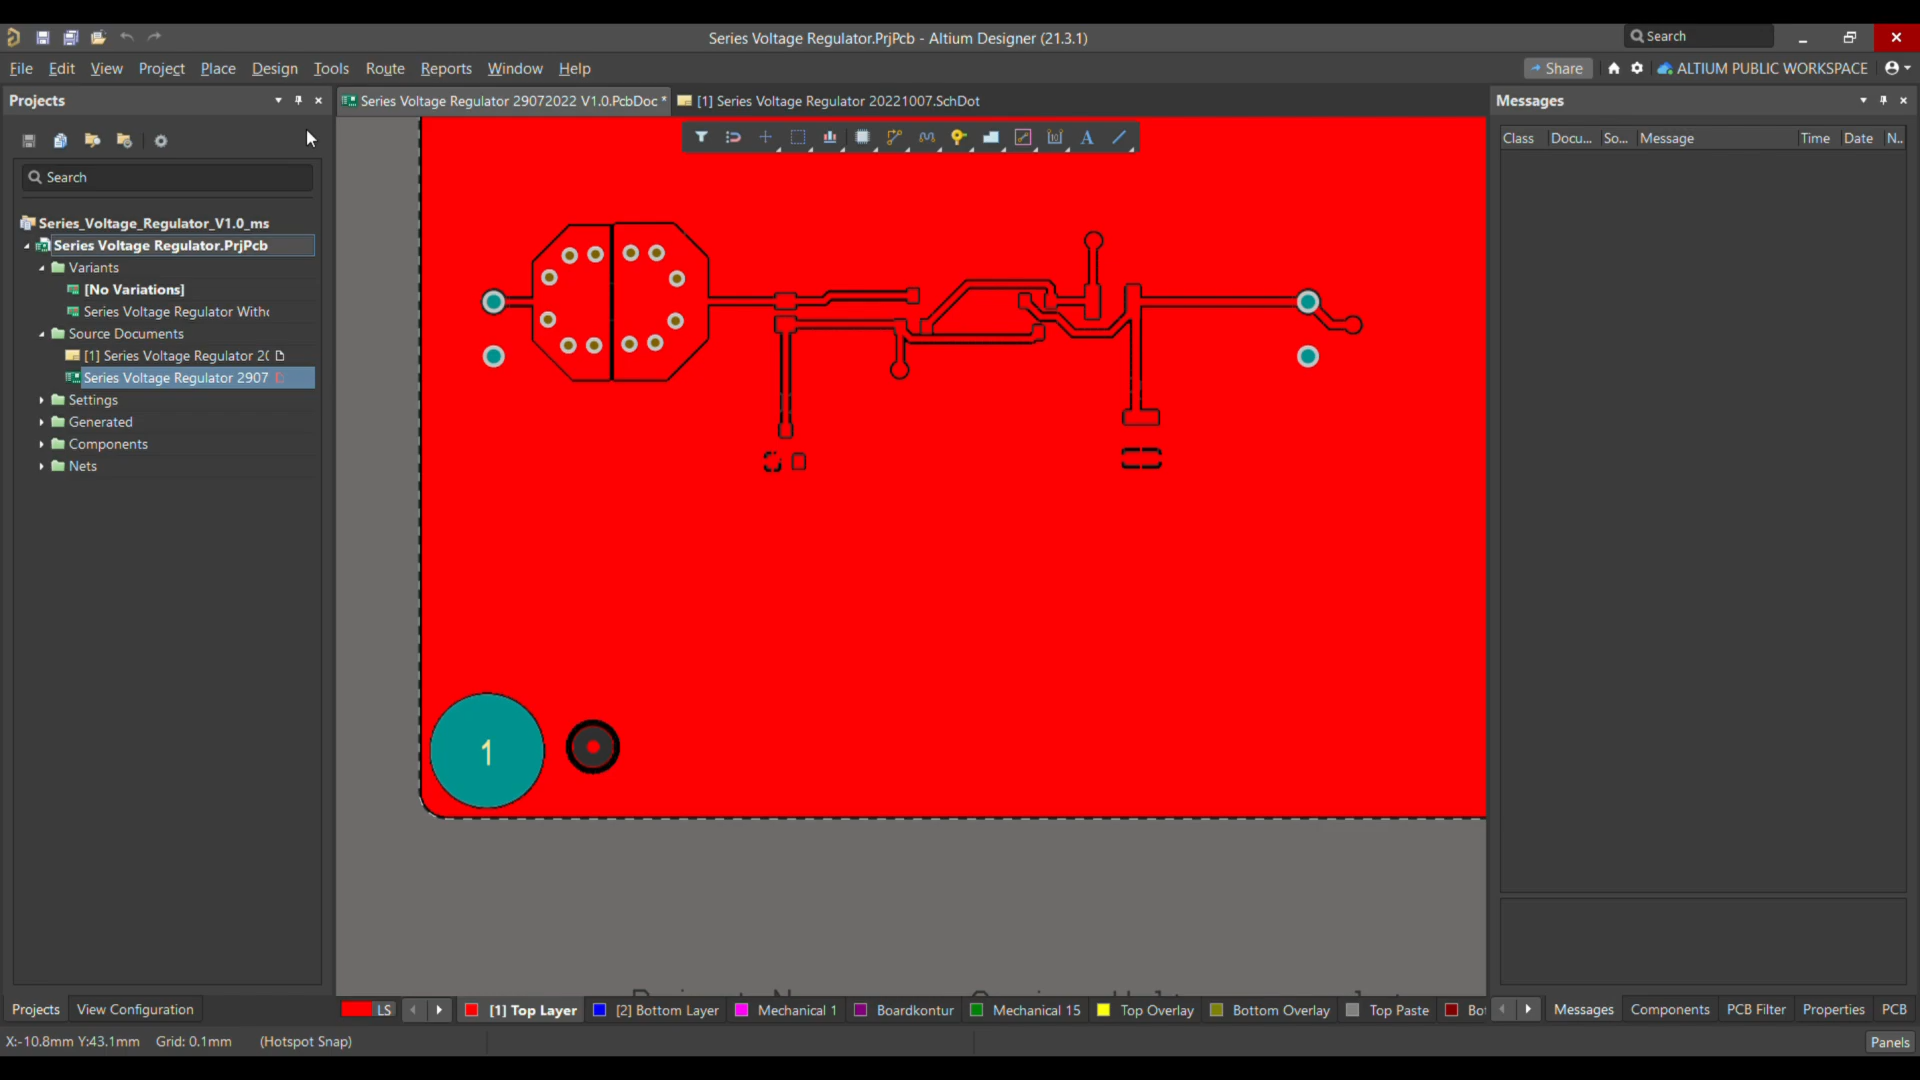 Series Voltage Regulator.PrjPcb - Altium Designer (21.3.1)
Search
File Edit View Project Place Design Tools Route Reports Window Help
Share
ALTIUM PUBLIC WORKSPACE
Projects
Series Voltage Regulator 29072022 V1.0.PcbDoc *
[1] Series Voltage Regulator 20221007.SchDot
Messages
Class Docu... So... Message Time Date N..
Search
Series_Voltage_Regulator_V1.0_ms
Series Voltage Regulator.PrjPcb
Variants
[No Variations]
Series Voltage Regulator Witho
Source Documents
[1] Series Voltage Regulator 20
Series Voltage Regulator 2907
Settings
Generated
Components
Nets
1
Projects View Configuration
LS [1] Top Layer [2] Bottom Layer Mechanical 1 Boardkontur Mechanical 15 Top Overlay Bottom Overlay Top Paste Bot
Messages Components PCB Filter Properties PCB
X:-10.8mm Y:43.1mm Grid: 0.1mm (Hotspot Snap)
Panels